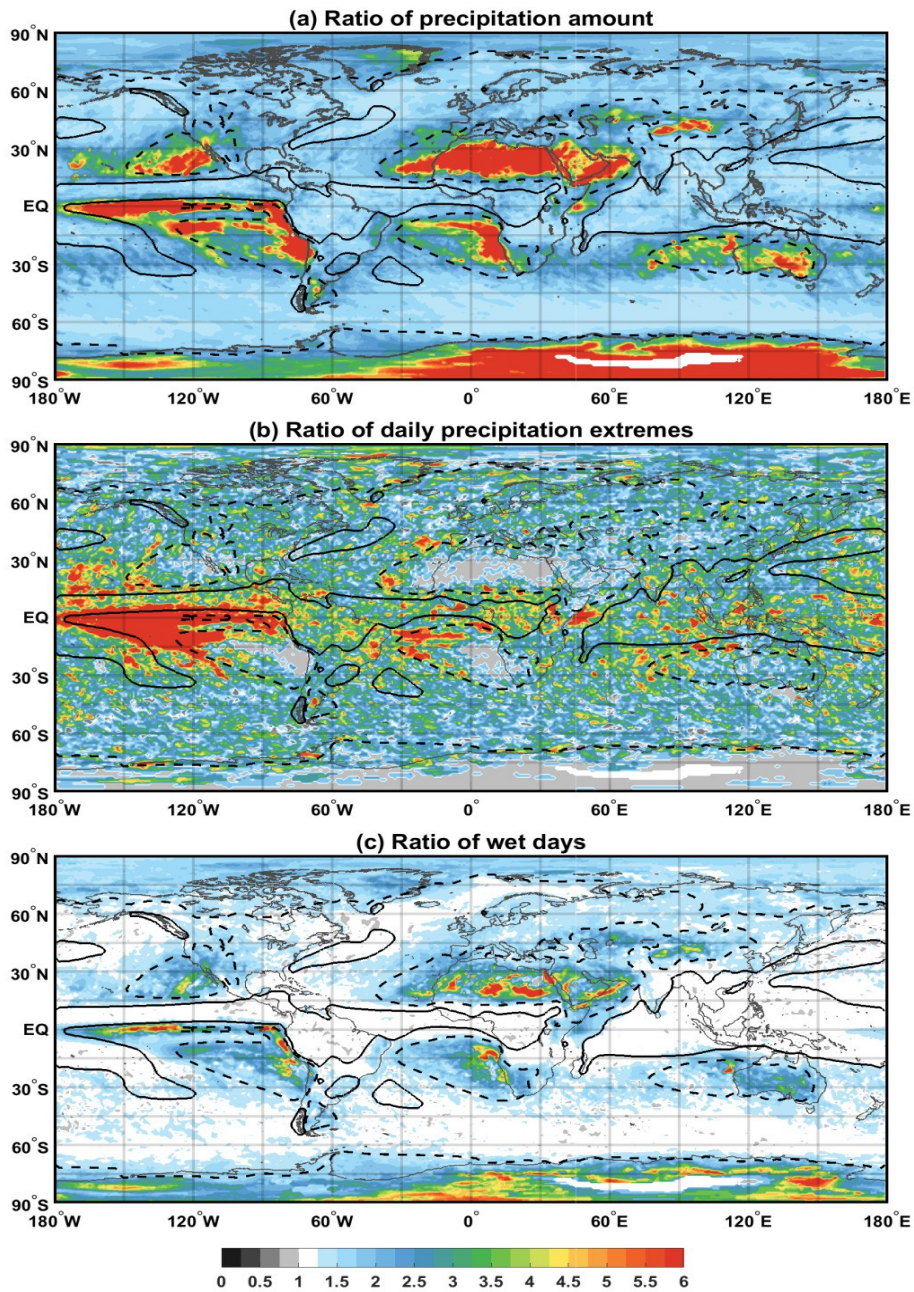 (a) Ratio of precipitation amount
90°N
60°N
30°N
EQ
30°S
60°S
90°S
180°W 120°W 60°W 0° 60°E 120°E 180°E
(b) Ratio of daily precipitation extremes
90°N
60°N
30°N
EQ
30°S
60°S
90°S
180°W 120°W 60°W 0° 60°E 120°E 180°E
(c) Ratio of wet days
90°N
60°N
30°N
EQ
30°S
60°S
90°S
180°W 120°W 60°W 0° 60°E 120°E 180°E
0 0.5 1 1.5 2 2.5 3 3.5 4 4.5 5 5.5 6